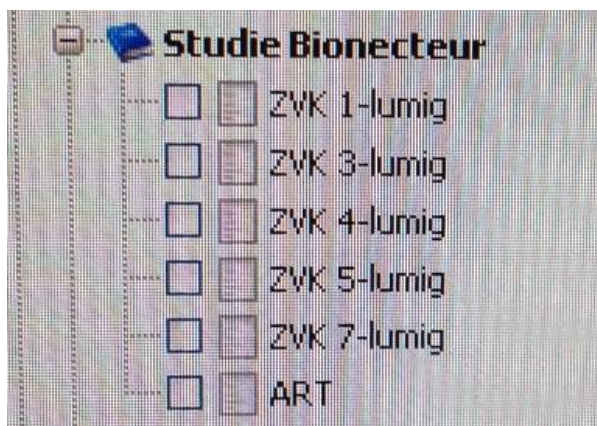 Studie Bionecteur
ZVK 1-lumig
ZVK 3-lumig
ZVK 4-lumig
ZVK 5-lumig
ZVK 7-lumig
ART